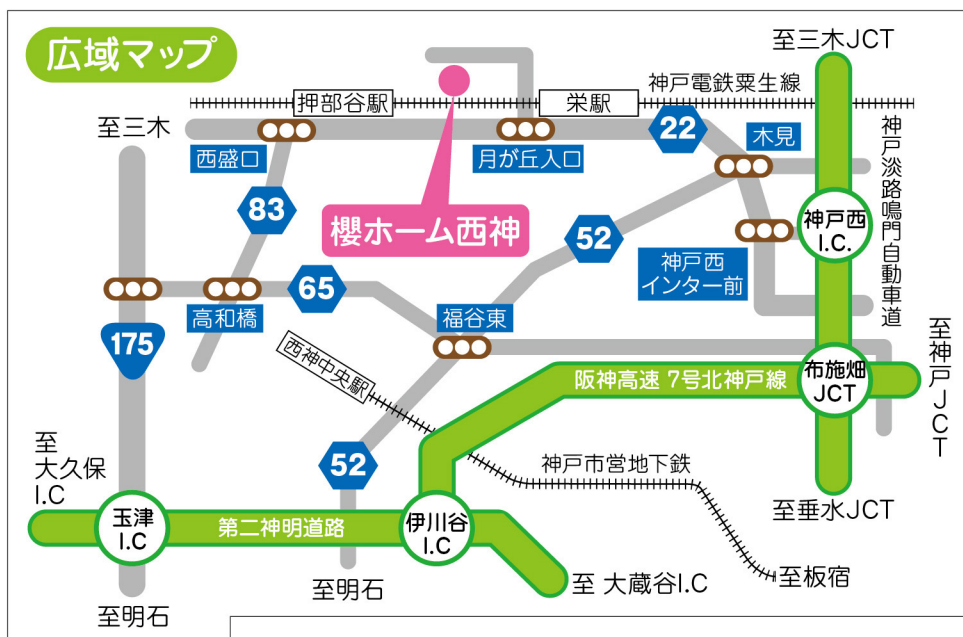 広域マップ
至三木JCT
神戸電鉄粟生線
押部谷駅
栄駅
至三木
22
木見
西盛口
月が丘入口
神戸淡路鳴門自動車道
83
櫻ホーム西神
52
神戸西
I.C.
神戸西
インター前
65
高和橋
福谷東
175
西神中央駅
至神戸JCT
阪神高速 7号北神戸線
布施畑
JCT
至
大久保
I.C
52
神戸市営地下鉄
至垂水JCT
玉津
I.C
第二神明道路
伊川谷
I.C
至明石
至明石
至 大蔵谷I.C
至板宿